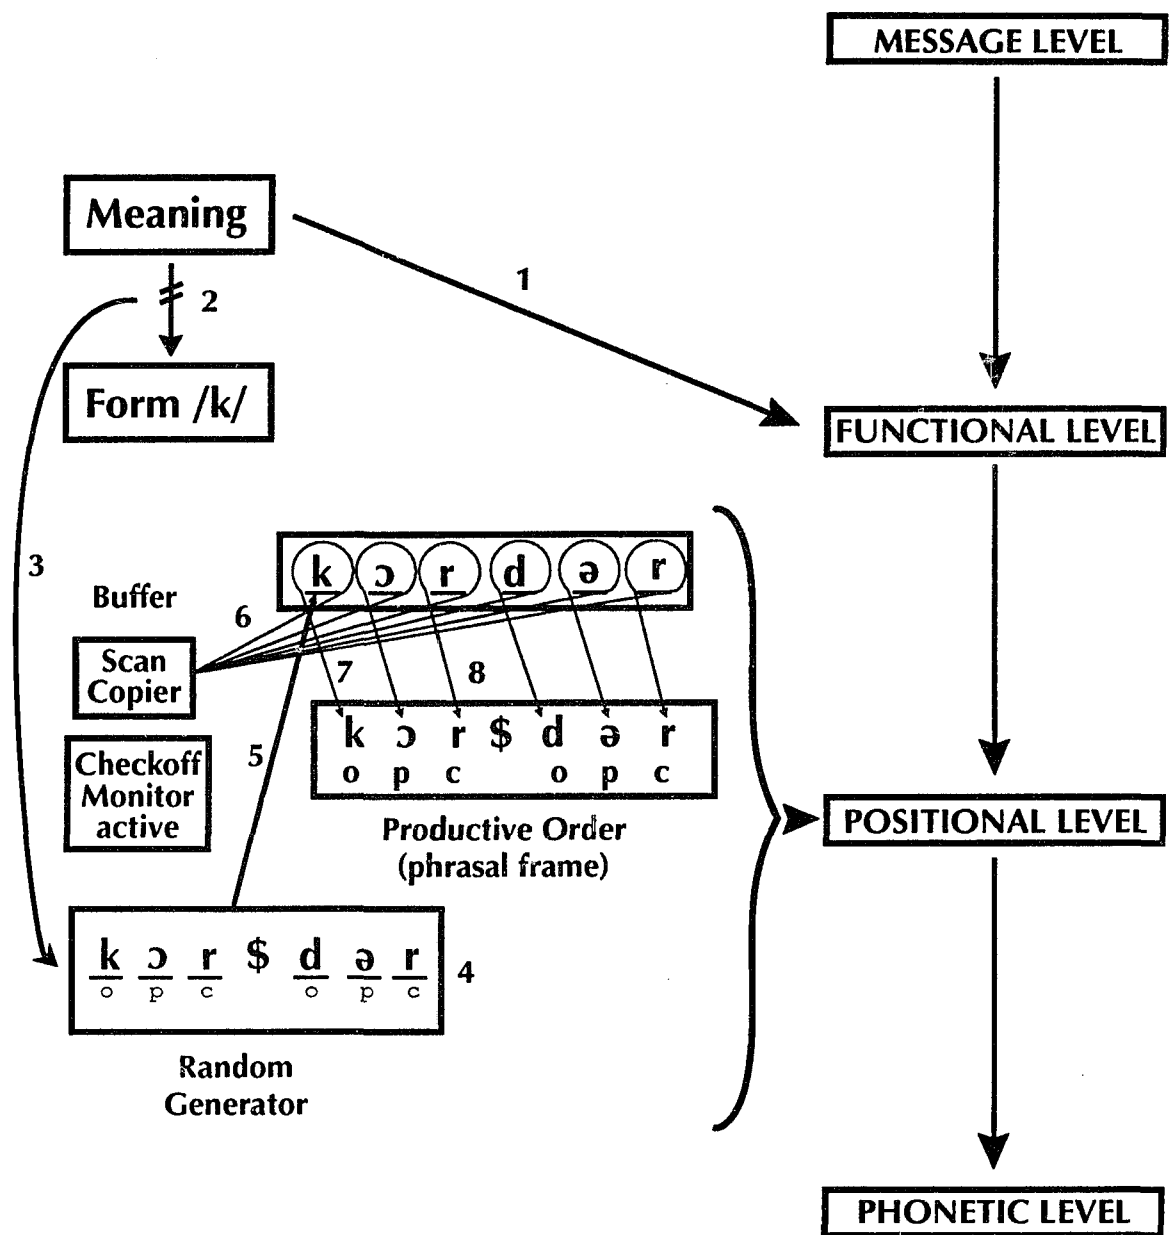 MESSAGE LEVEL
Meaning
1
2
Form /k/
FUNCTIONAL LEVEL
3
k ɔ r d ə r
Buffer
6
Scan
Copier
7
8
k ɔ r $ d ə r
o p c o p c
5
Checkoff
Monitor
active
Productive Order
(phrasal frame)
POSITIONAL LEVEL
k ɔ r $ d ə r
o p c o p c
4
Random
Generator
PHONETIC LEVEL